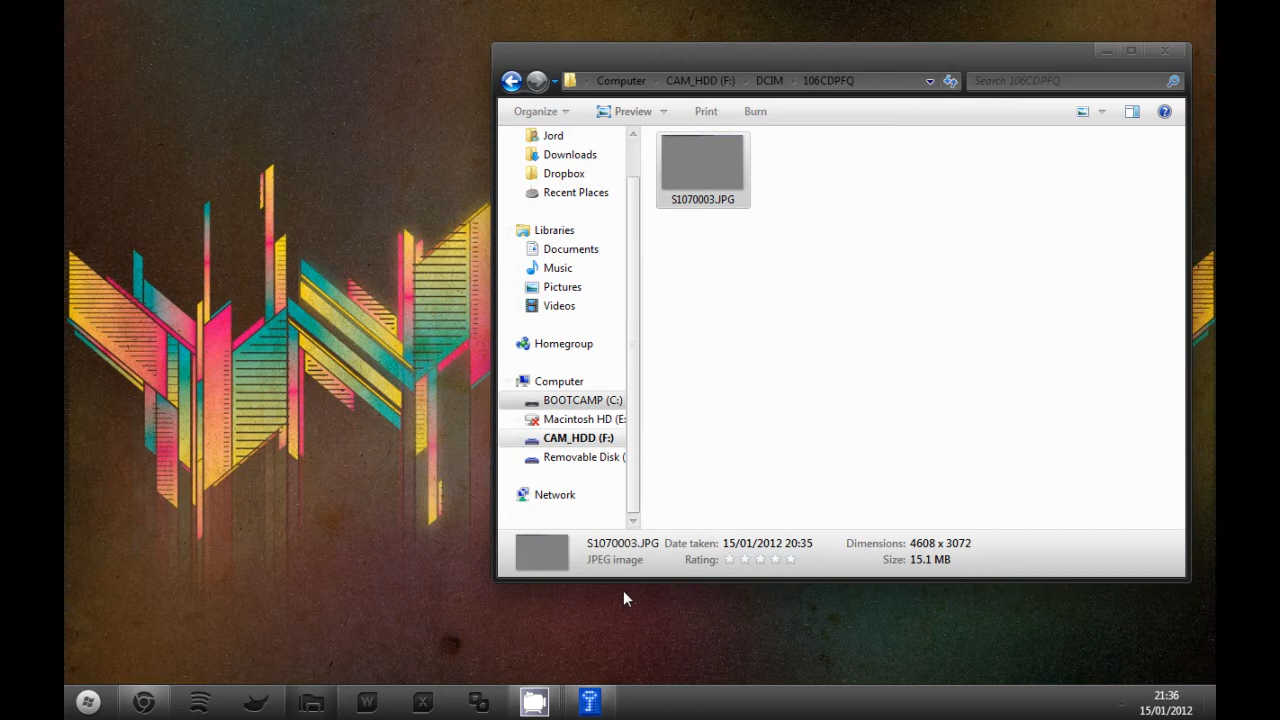 Computer CAM_HDD (F:) DCIM 106CDPFQ Search 106CDPFQ
Organize Preview Print Burn
Jord
Downloads
Dropbox
Recent Places
Libraries
Documents
Music
Pictures
Videos
Homegroup
Computer
BOOTCAMP (C:)
Macintosh HD (E:
CAM_HDD (F:)
Removable Disk (
Network
S1070003.JPG
S1070003.JPG Date taken: 15/01/2012 20:35 Dimensions: 4608 x 3072
JPEG image Rating: Size: 15.1 MB
W X
21:36
15/01/2012